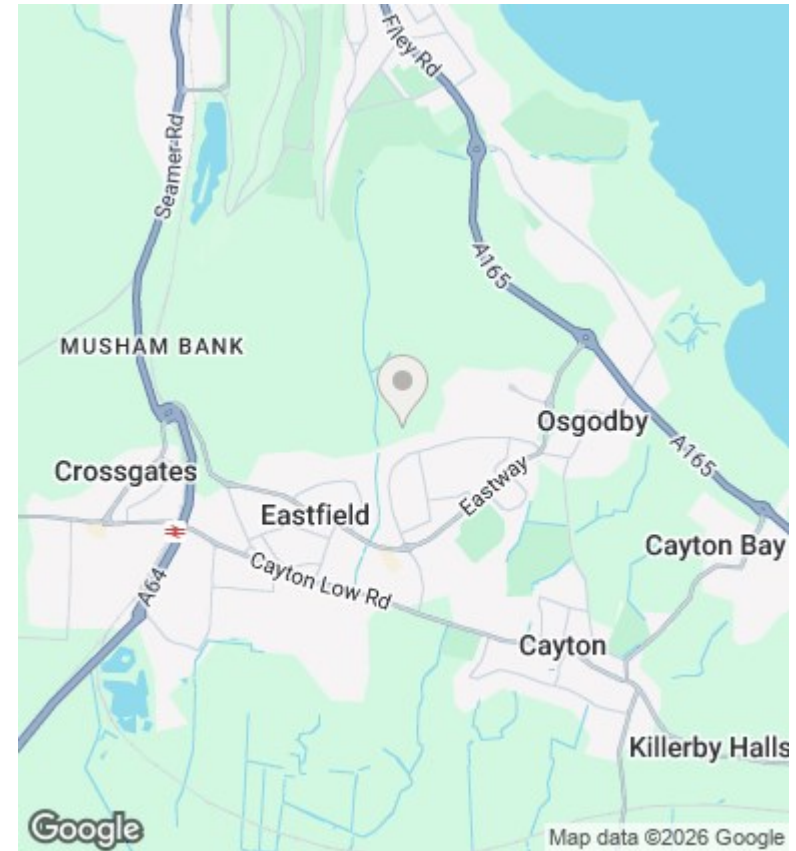 Filey Rd
Seamer Rd
A165
MUSHAM BANK
Osgodby
A165
Crossgates
Eastway
Eastfield
Cayton Bay
A64
Cayton Low Rd
Cayton
Killerby Halls
Google
Map data ©2026 Google